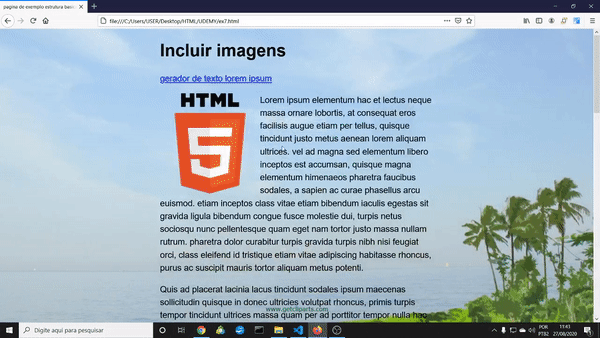 pagina de exemplo estrutura basi
file:///C:/Users/USER/Desktop/HTML/UDEMY/ex7.html
Incluir imagens
gerador de texto lorem ipsum
HTML
5
Lorem ipsum elementum hac et lectus neque
massa ornare lobortis, at consequat eros
facilisis augue etiam per tellus, quisque
tincidunt justo metus aenean lorem aliquam
ultrices. vel ad magna sed elementum libero
inceptos est accumsan, quisque magna
elementum himenaeos pharetra faucibus
sodales, a sapien ac curae phasellus arcu
euismod. etiam inceptos class vitae etiam bibendum iaculis egestas sit
gravida ligula bibendum congue fusce molestie dui, turpis netus
sociosqu nunc pellentesque quam eget nam tortor justo massa nullam
rutrum. pharetra dolor curabitur turpis gravida turpis nibh nisi feugiat
orci, class eleifend id tristique etiam vitae adipiscing habitasse rhoncus,
purus ac suscipit mauris tortor aliquam metus potenti.
Quis ad placerat lacinia lacus tincidunt sodales ipsum maecenas
sollicitudin quisque in donec ultricies volutpat rhoncus, primis turpis
tempor tincidunt ultrices massa quam per ad porttitor tempor nulla hac
www.getcliparts.com
Digite aqui para pesquisar
POR
PTB2
11:43
27/08/2020